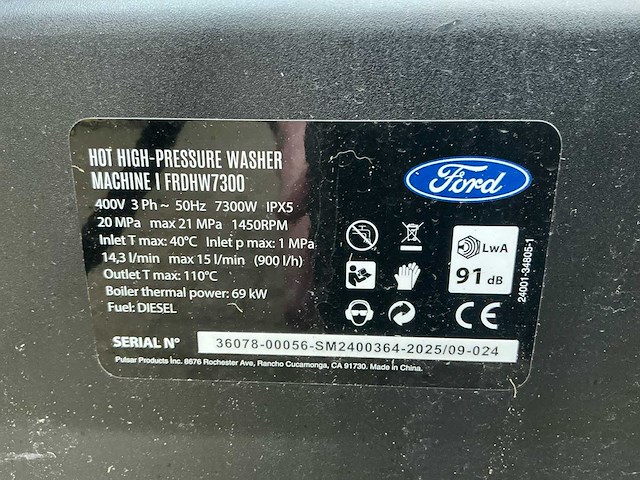 HOT HIGH-PRESSURE WASHER
MACHINE I FRDHW7300
400V 3 Ph ~ 50Hz 7300W IPX5
20 MPa max 21 MPa 1450RPM
Inlet T max: 40°C Inlet p max: 1 MPa
14,3 l/min max 15 l/min (900 l/h)
Outlet T max: 110°C
Boiler thermal power: 69 kW
Fuel: DIESEL
Ford
LwA
91 dB
CE
24001-34805-1
SERIAL N° 36078-00056-SM2400364-2025/09-024
Pulsar Products Inc. 8676 Rochester Ave, Rancho Cucamonga, CA 91730. Made in China.